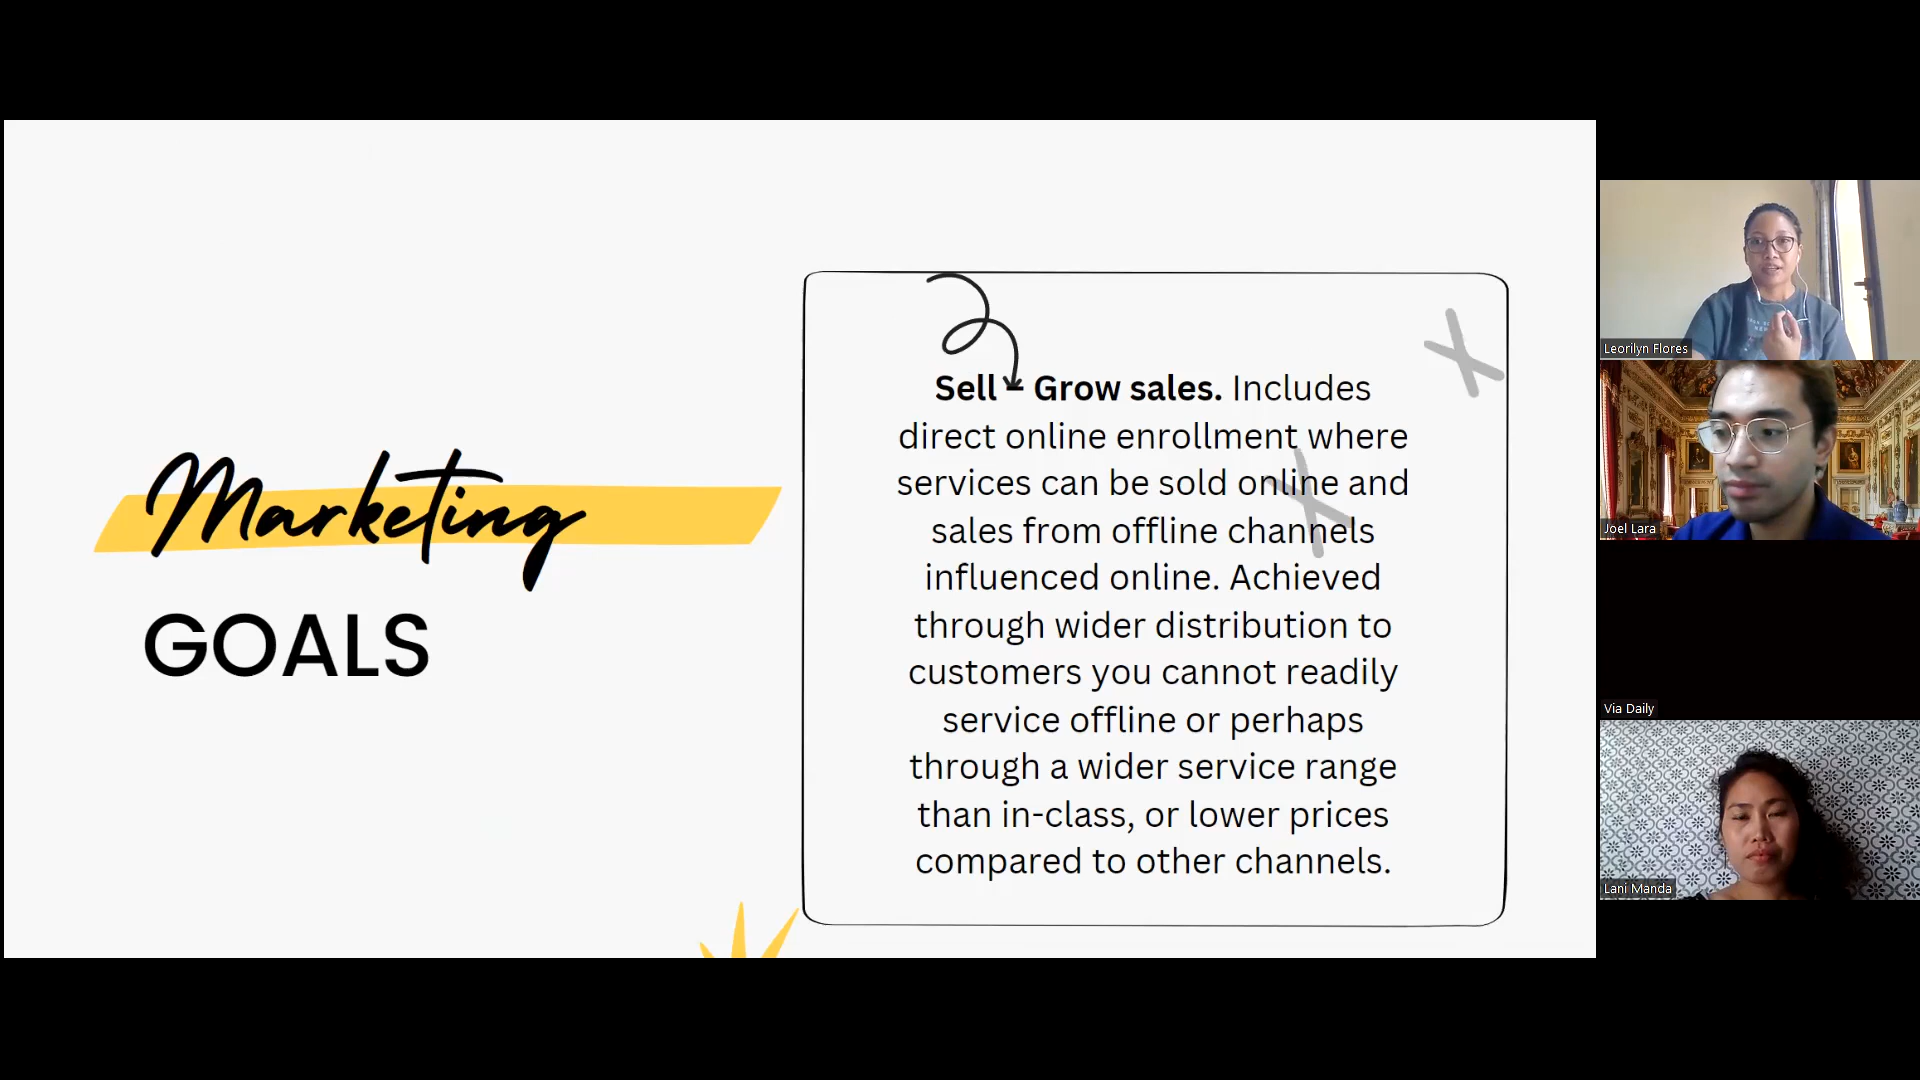 Marketing
GOALS
Sell – Grow sales. Includes
direct online enrollment where
services can be sold online and
sales from offline channels
influenced online. Achieved
through wider distribution to
customers you cannot readily
service offline or perhaps
through a wider service range
than in-class, or lower prices
compared to other channels.
Leorilyn Flores
Joel Lara
Via Daily
Lani Manda